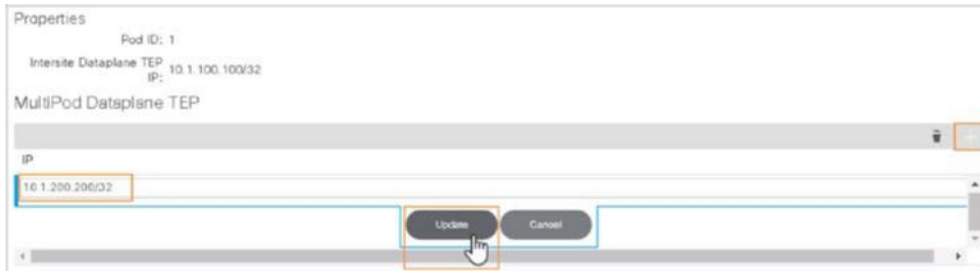 Properties
Pod ID: 1
Intersite Dataplane TEP
IP: 10.1.100.100/32
MultiPod Dataplane TEP
IP
10.1.200.200/32
Update Cancel